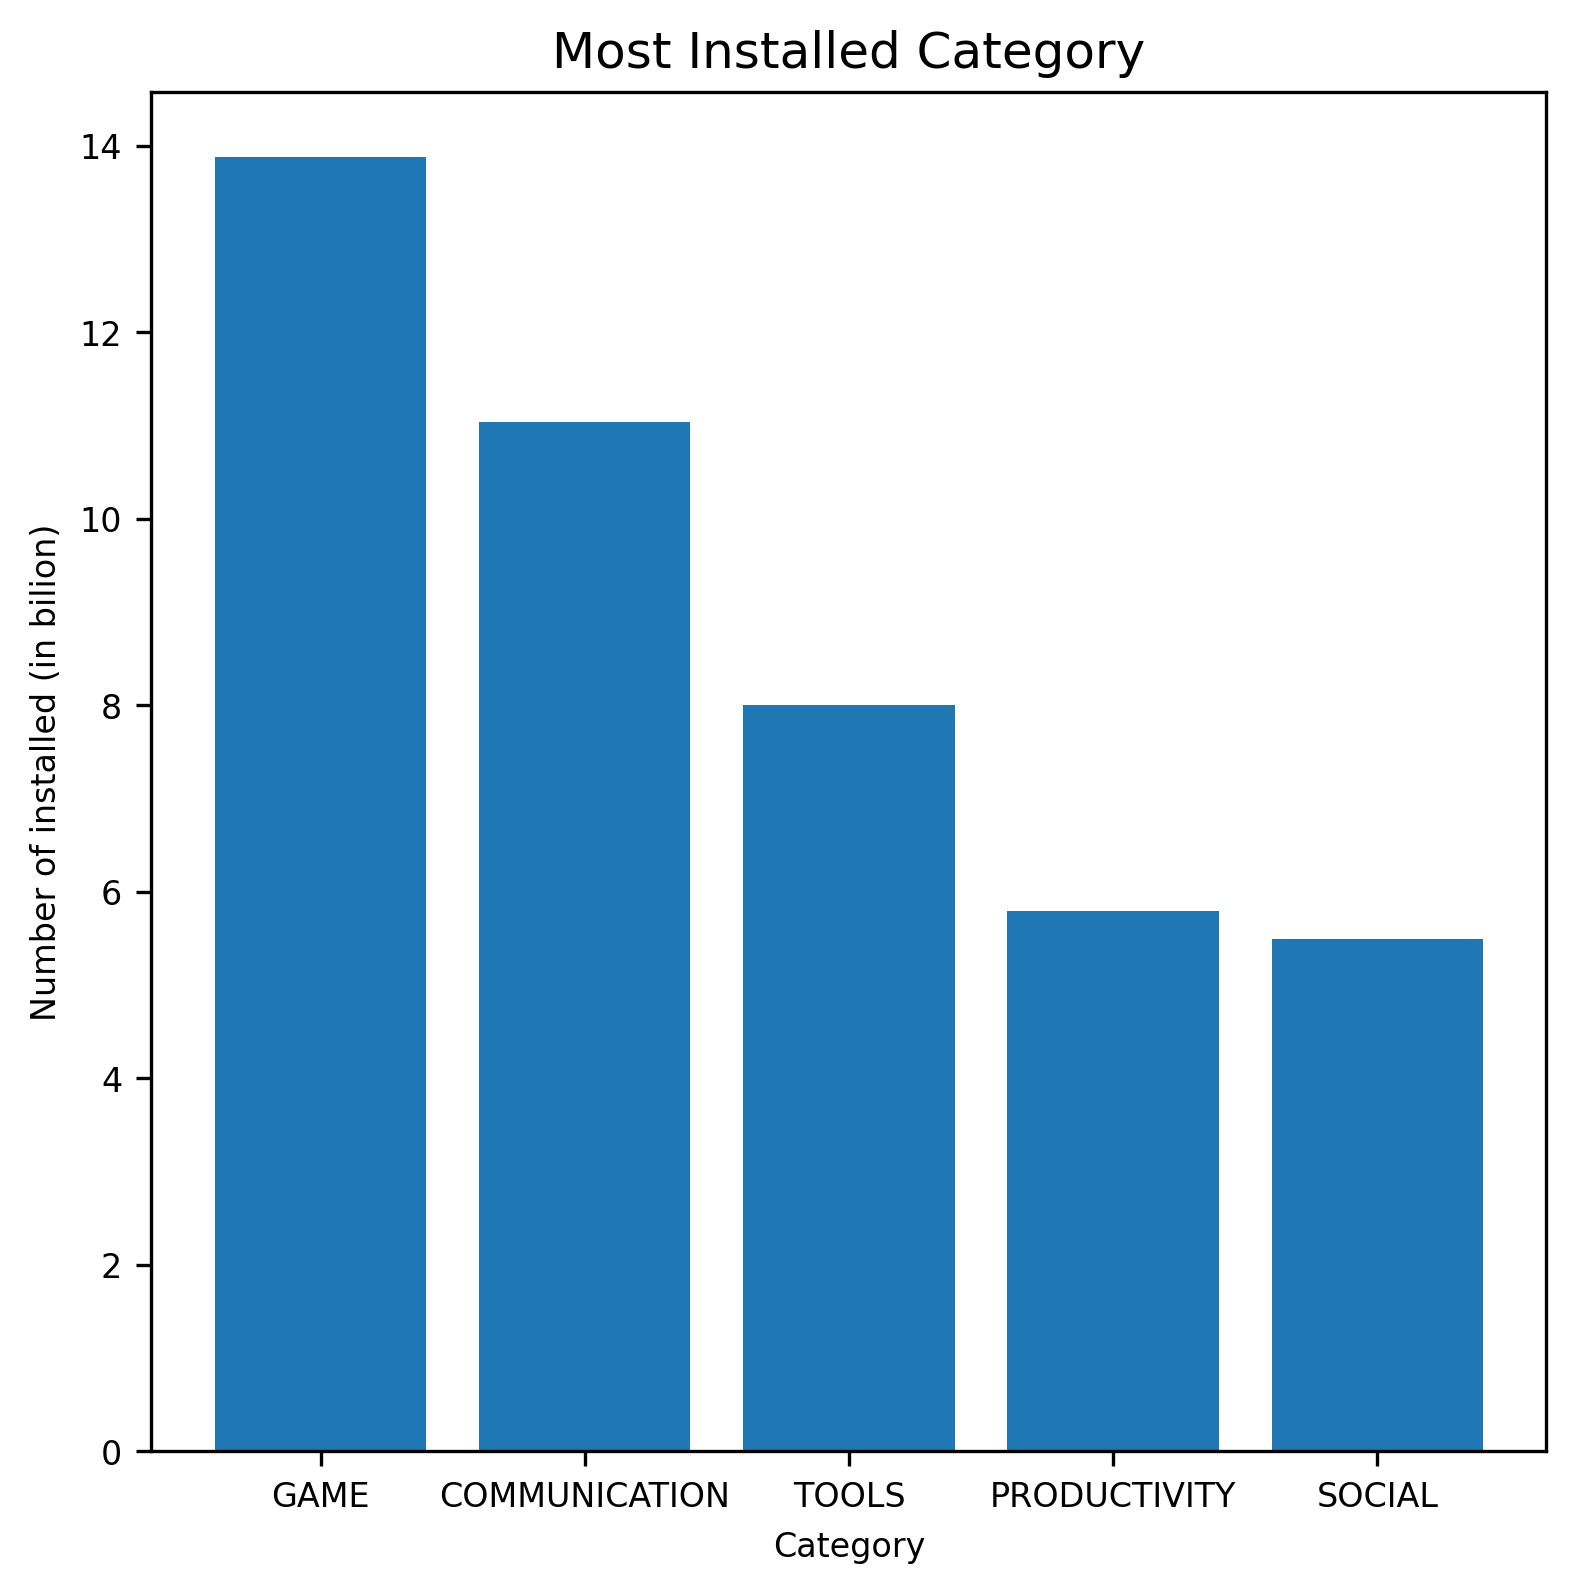 Most Installed Category
Number of installed (in bilion)
14
12
10
8
6
4
2
0
GAME COMMUNICATION TOOLS PRODUCTIVITY SOCIAL
Category